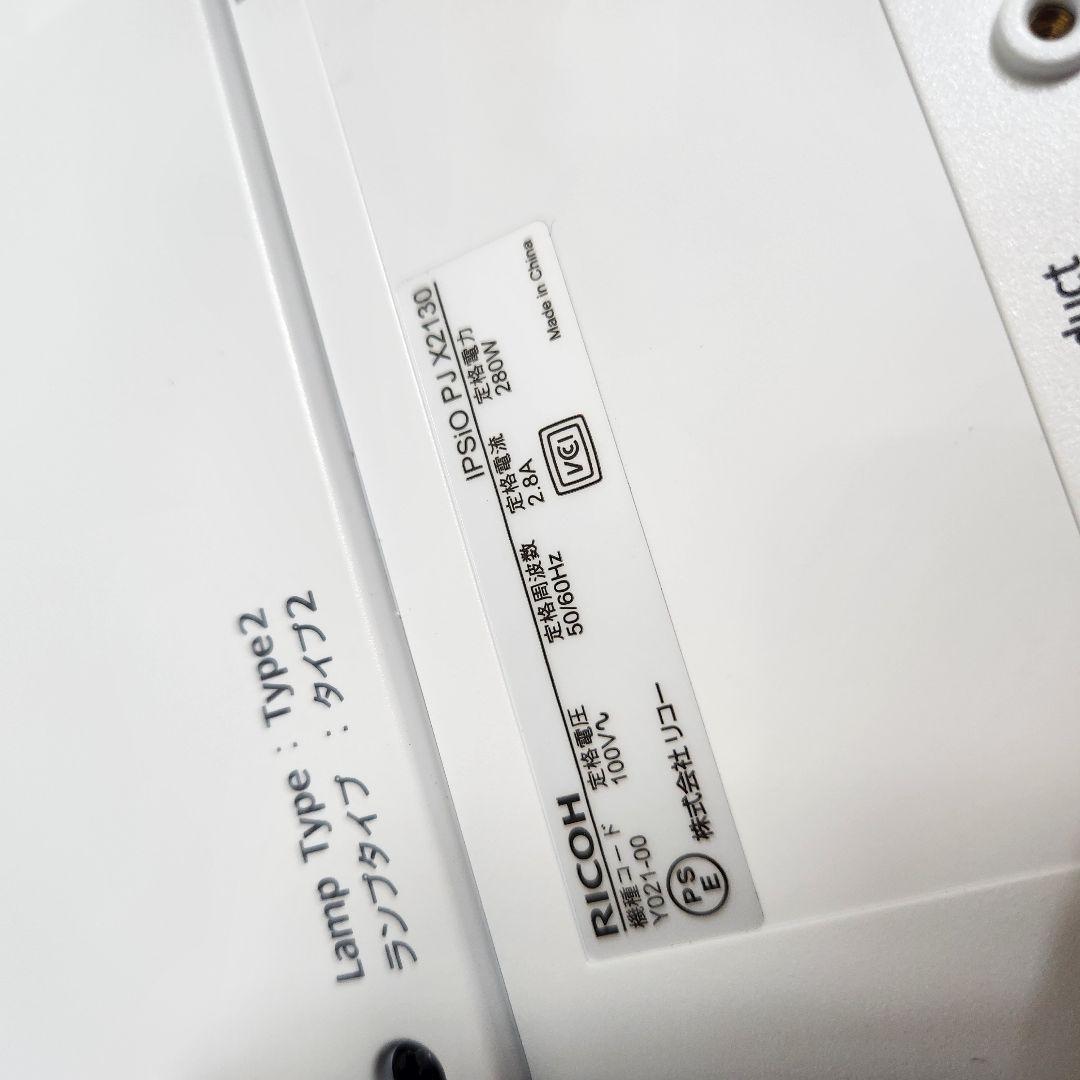 Lamp Type : Type2
ランプタイプ : タイプ2
RICOH IPSiO PJ X2130
機種コード 定格電圧 定格周波数 定格電流 定格電力
Y021-00 100V∿ 50/60Hz 2.8A 280W
PS
E
株式会社 リコー
VCI
Made in China
duct